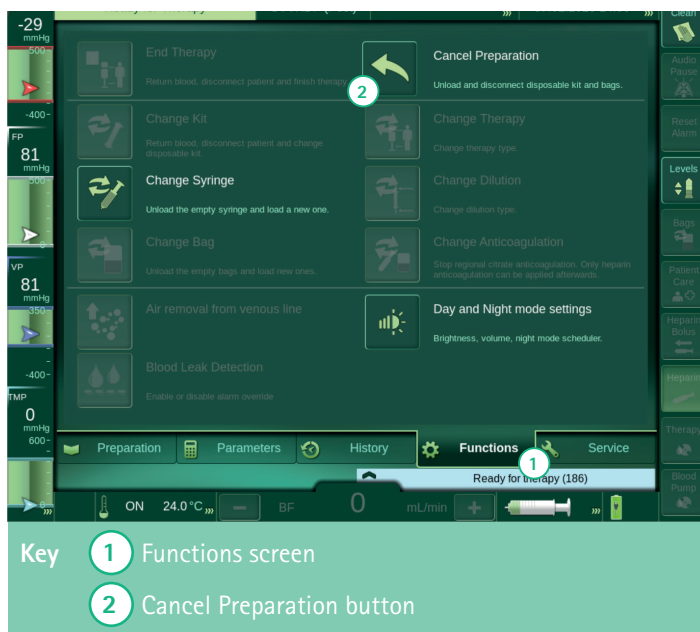 -29
mmHg
500
-400
FP
81
mmHg
500
0
VP
81
mmHg
350
-400
TMP
0
mmHg
600
End Therapy
Return blood, disconnect patient and finish therapy.
Cancel Preparation
Unload and disconnect disposable kit and bags.
2
Change Kit
Return blood, disconnect patient and change
disposable kit.
Change Therapy
Change therapy type.
Change Syringe
Unload the empty syringe and load a new one.
Change Dilution
Change dilution type.
Change Bag
Unload the empty bags and load new ones.
Change Anticoagulation
Stop regional citrate anticoagulation. Only heparin
anticoagulation can be applied afterwards.
Air removal from venous line
Day and Night mode settings
Brightness, volume, night mode scheduler.
Blood Leak Detection
Enable or disable alarm override
Clean
Audio
Pause
Reset
Alarm
Levels
Bags
Patient
Care
Heparin
Bolus
Heparin
Therapy
Blood
Pump
Preparation
Parameters
History
Functions
Service
1
Ready for therapy (186)
ON
24.0 °C
BF
0
mL/min
Key
1 Functions screen
2 Cancel Preparation button